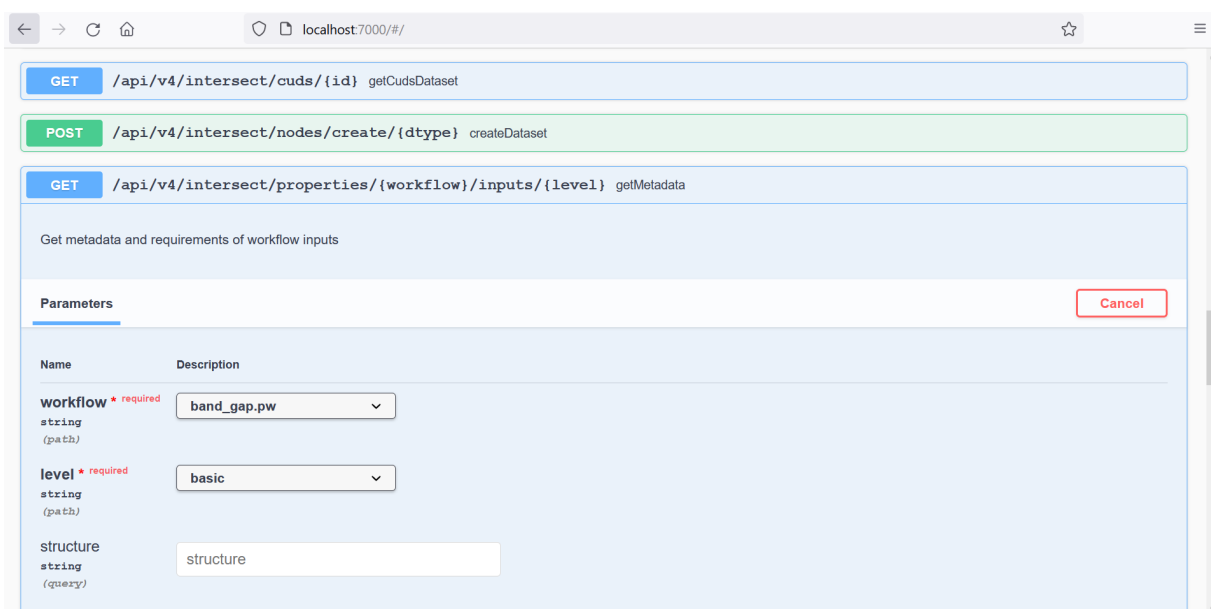 localhost:7000/#/
GET /api/v4/intersect/cuds/{id} getCudsDataset
POST /api/v4/intersect/nodes/create/{dtype} createDataset
GET /api/v4/intersect/properties/{workflow}/inputs/{level} getMetadata
Get metadata and requirements of workflow inputs
Parameters Cancel
Name Description
workflow * required band_gap.pw
string
(path)
level * required basic
string
(path)
structure structure
string
(query)